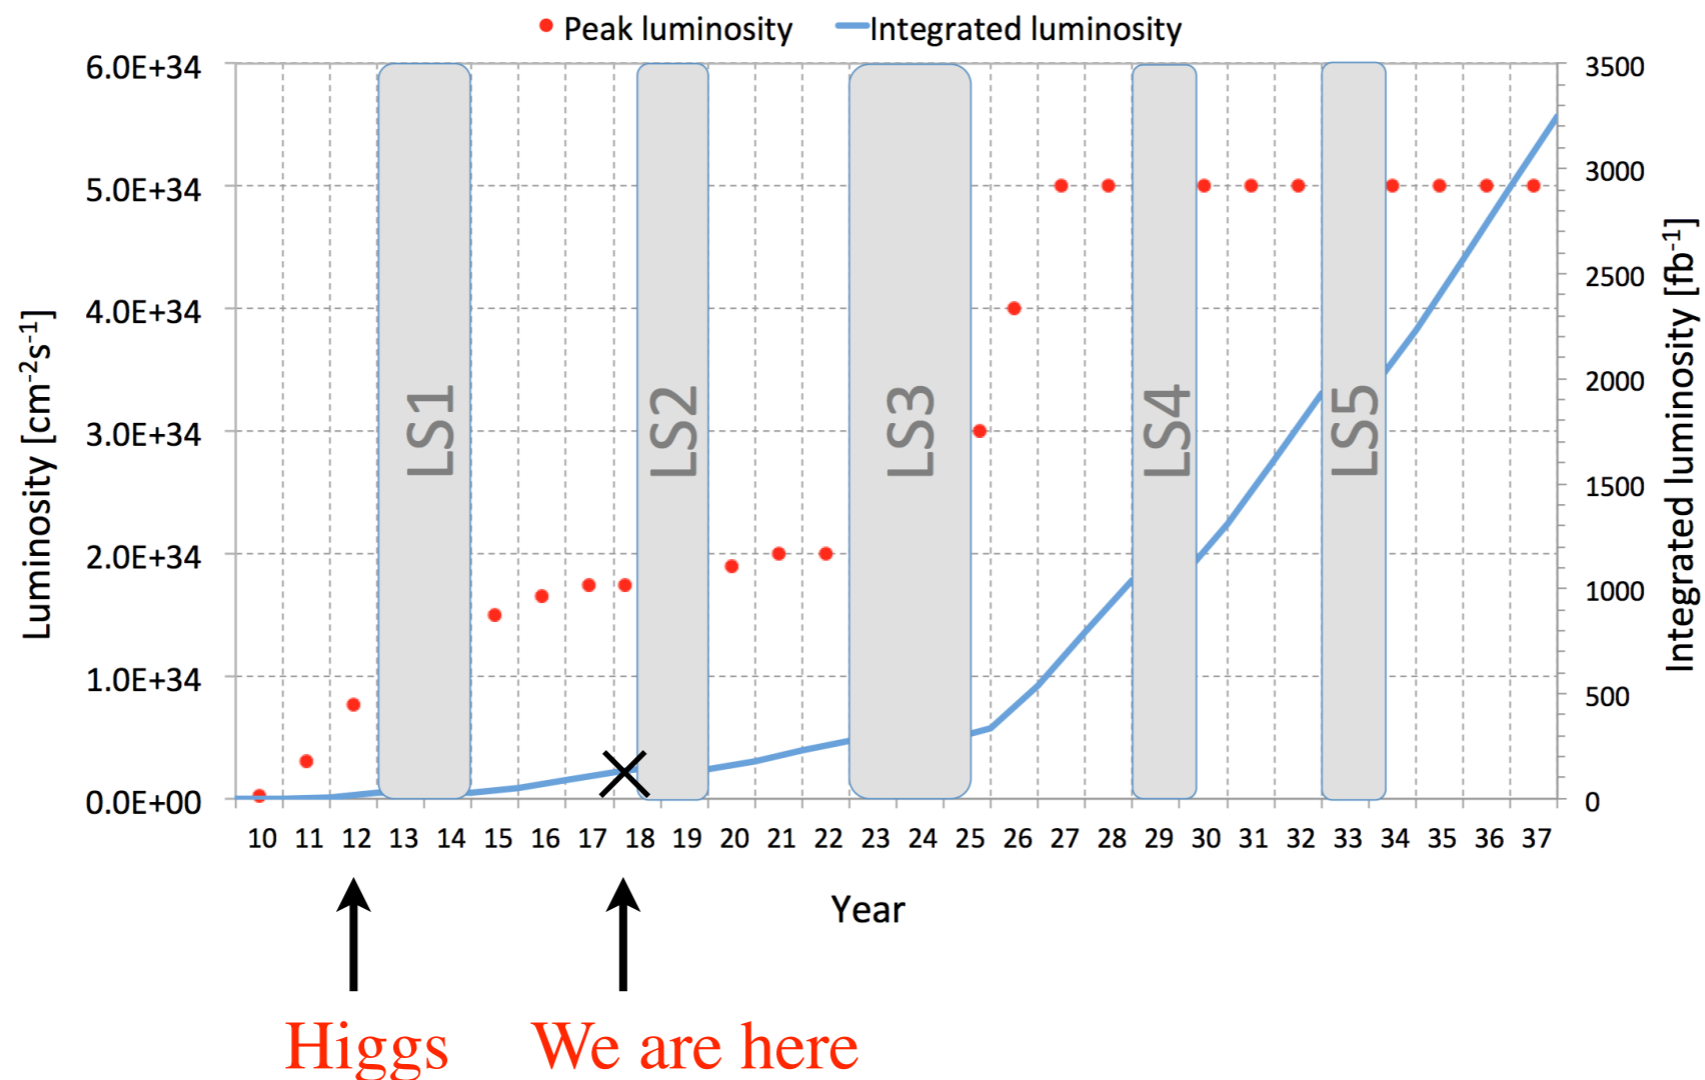 Peak luminosity
Integrated luminosity
6.0E+34
5.0E+34
4.0E+34
3.0E+34
2.0E+34
1.0E+34
0.0E+00
Luminosity [cm⁻²s⁻¹]
LS1
LS2
LS3
LS4
LS5
3500
3000
2500
2000
1500
1000
500
0
Integrated luminosity [fb⁻¹]
10 11 12 13 14 15 16 17 18 19 20 21 22 23 24 25 26 27 28 29 30 31 32 33 34 35 36 37
Year
Higgs
We are here